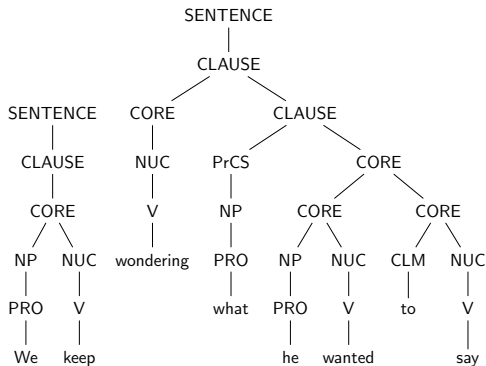 SENTENCE
CLAUSE
SENTENCE CORE CLAUSE
CLAUSE NUC PrCS CORE
CORE V NP CORE CORE
NP NUC wondering PRO NP NUC CLM NUC
PRO V what PRO V to V
We keep he wanted say